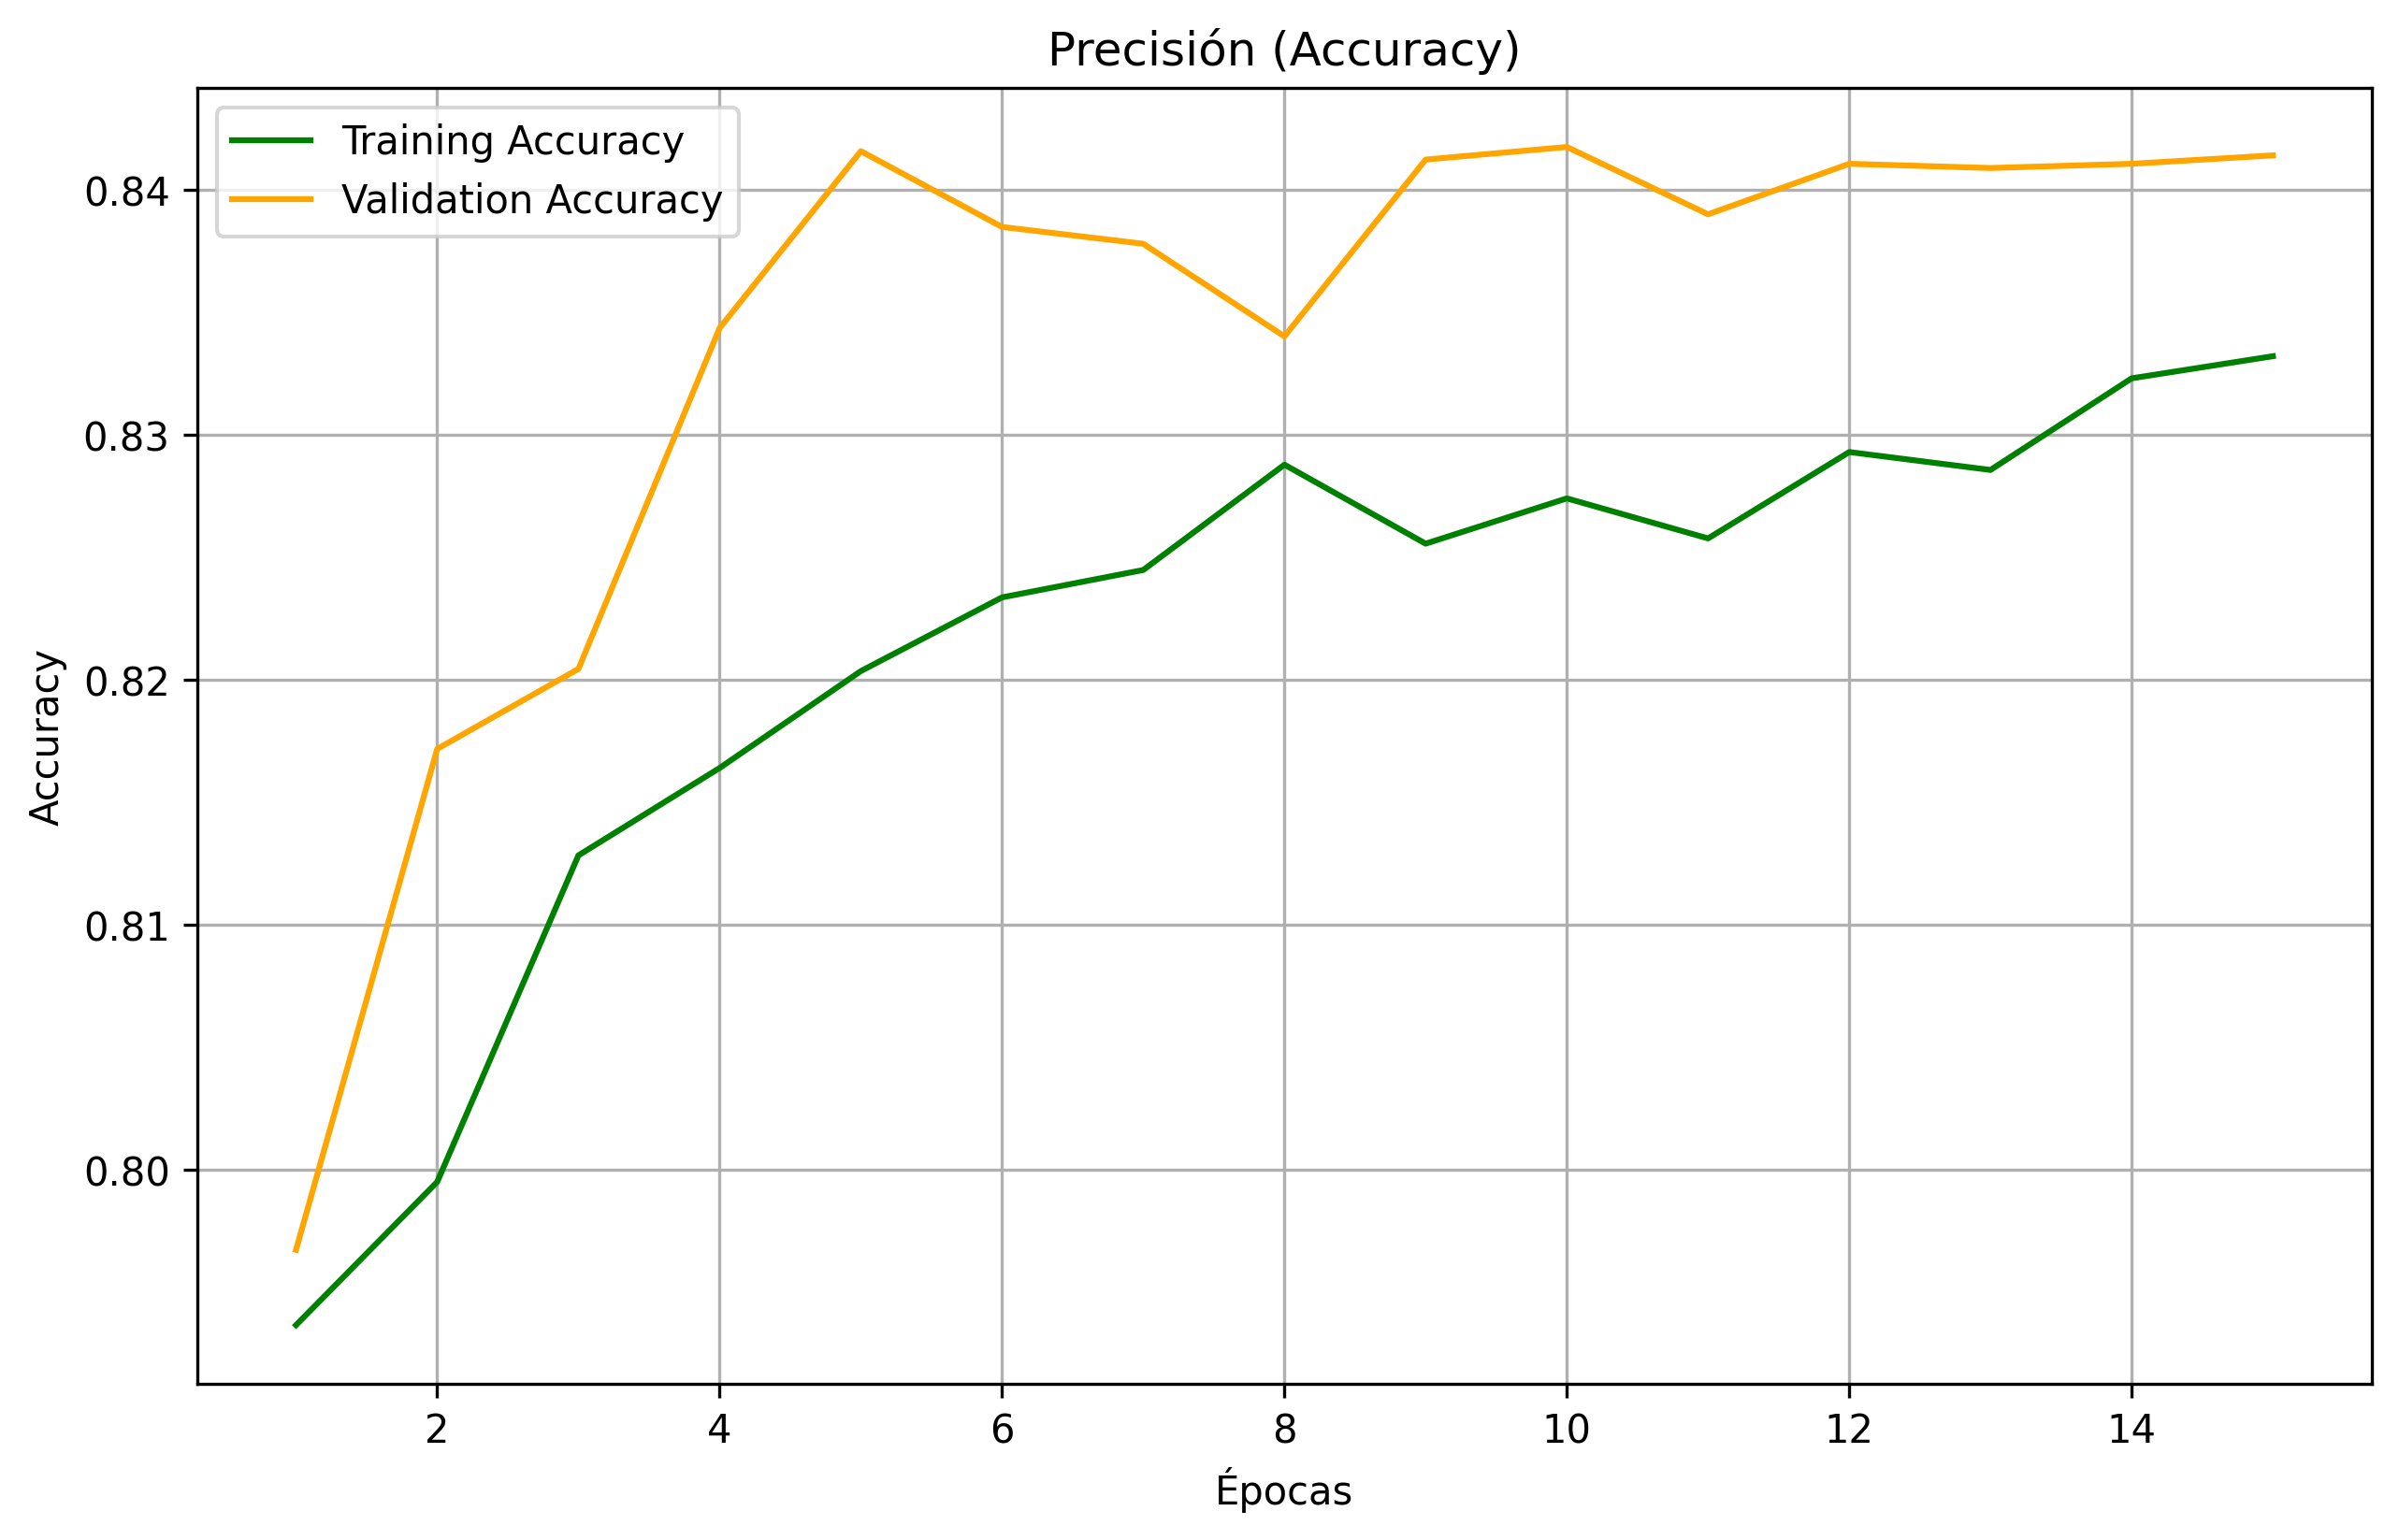 Precisión (Accuracy)
Training Accuracy
Validation Accuracy
0.84
0.83
0.82
0.81
0.80
Accuracy
2 4 6 8 10 12 14
Épocas